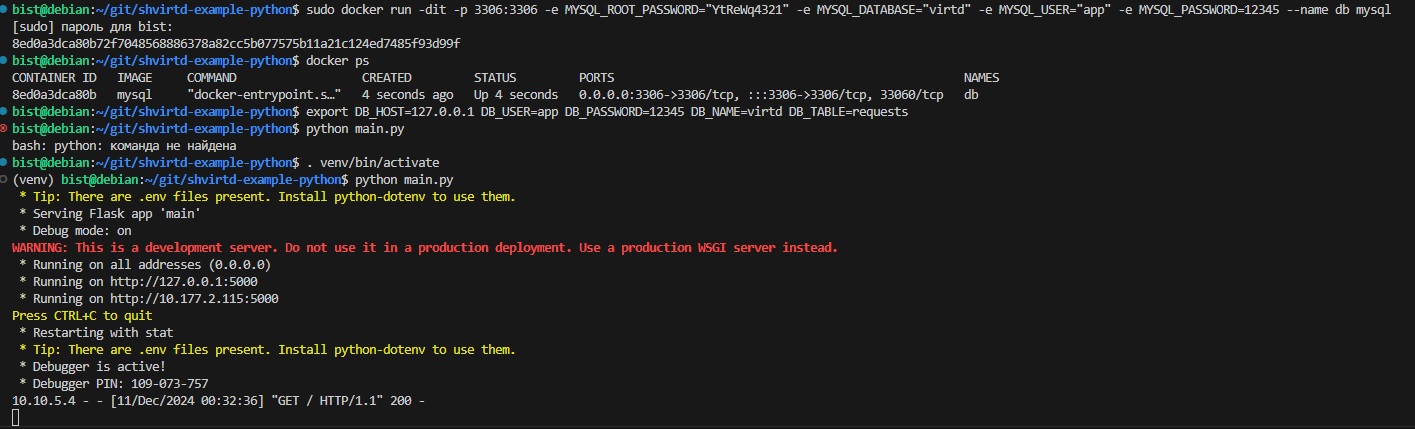 bist@debian:~/git/shvirtd-example-python$ sudo docker run -dit -p 3306:3306 -e MYSQL_ROOT_PASSWORD="YtReWq4321" -e MYSQL_DATABASE="virtd" -e MYSQL_USER="app" -e MYSQL_PASSWORD=12345 --name db mysql
[sudo] пароль для bist:
8ed0a3dca80b72f7048568886378a82cc5b077575b11a21c124ed7485f93d99f
bist@debian:~/git/shvirtd-example-python$ docker ps
CONTAINER ID   IMAGE     COMMAND                  CREATED         STATUS         PORTS                                                  NAMES
8ed0a3dca80b   mysql     "docker-entrypoint.s…"   4 seconds ago   Up 4 seconds   0.0.0.0:3306->3306/tcp, :::3306->3306/tcp, 33060/tcp   db
bist@debian:~/git/shvirtd-example-python$ export DB_HOST=127.0.0.1 DB_USER=app DB_PASSWORD=12345 DB_NAME=virtd DB_TABLE=requests
bist@debian:~/git/shvirtd-example-python$ python main.py
bash: python: команда не найдена
bist@debian:~/git/shvirtd-example-python$ . venv/bin/activate
(venv) bist@debian:~/git/shvirtd-example-python$ python main.py
 * Tip: There are .env files present. Install python-dotenv to use them.
 * Serving Flask app 'main'
 * Debug mode: on
WARNING: This is a development server. Do not use it in a production deployment. Use a production WSGI server instead.
 * Running on all addresses (0.0.0.0)
 * Running on http://127.0.0.1:5000
 * Running on http://10.177.2.115:5000
Press CTRL+C to quit
 * Restarting with stat
 * Tip: There are .env files present. Install python-dotenv to use them.
 * Debugger is active!
 * Debugger PIN: 109-073-757
10.10.5.4 - - [11/Dec/2024 00:32:36] "GET / HTTP/1.1" 200 -